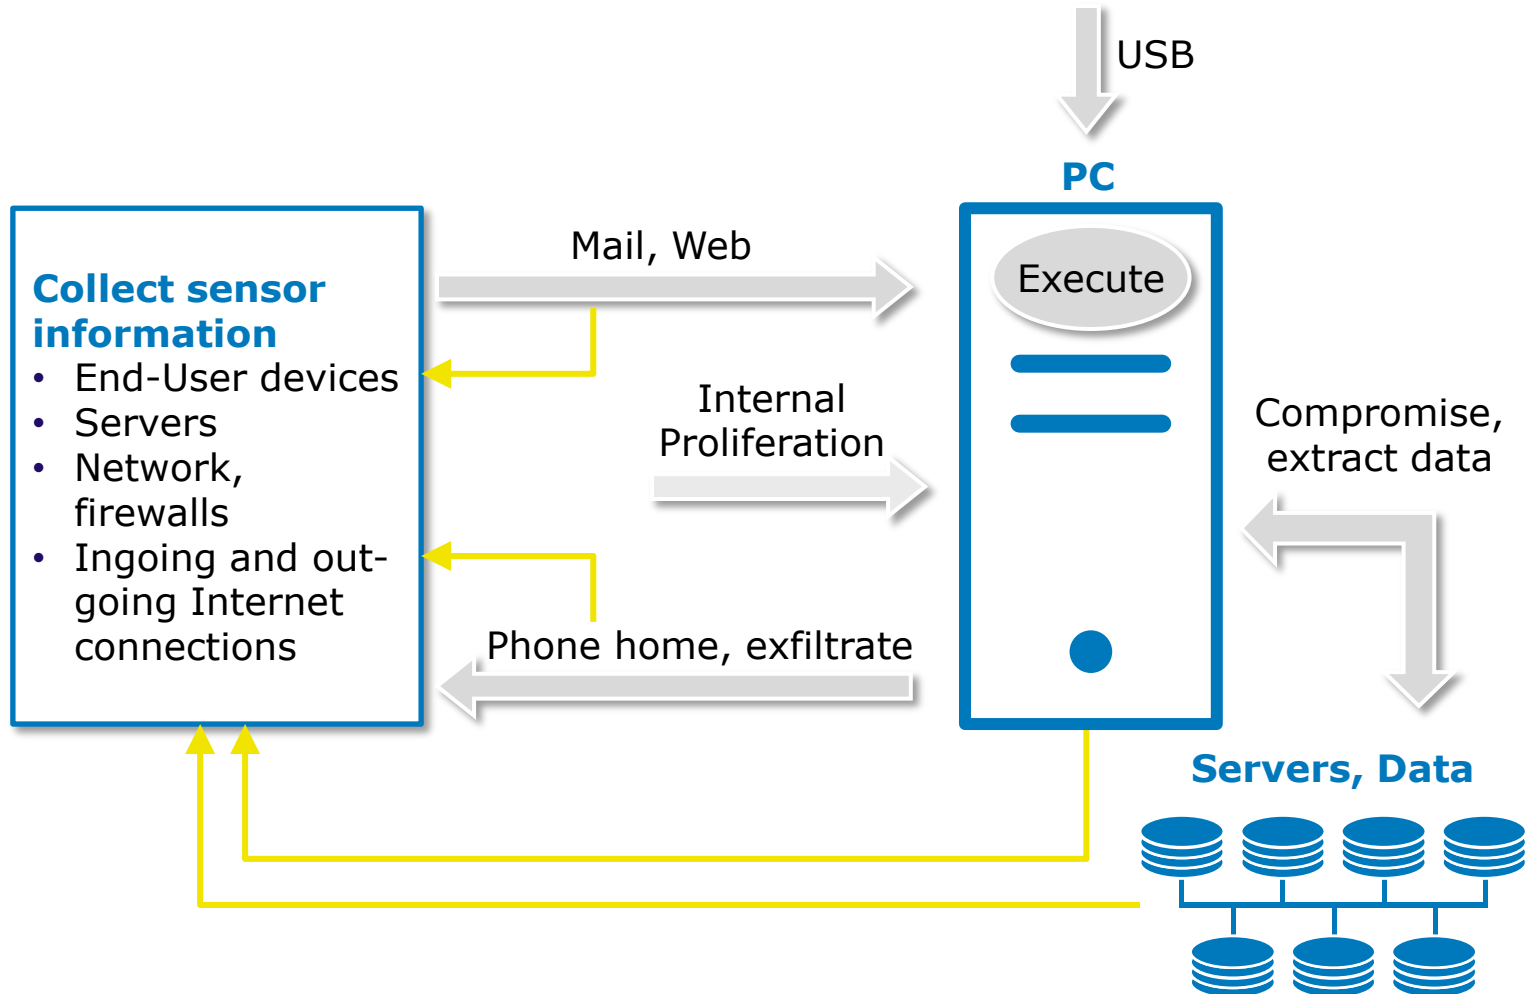 USB
PC
Mail, Web
Execute
Collect sensor
information
• End-User devices
• Servers
• Network,
firewalls
• Ingoing and out-
going Internet
connections
Internal
Proliferation
Compromise,
extract data
Phone home, exfiltrate
Servers, Data